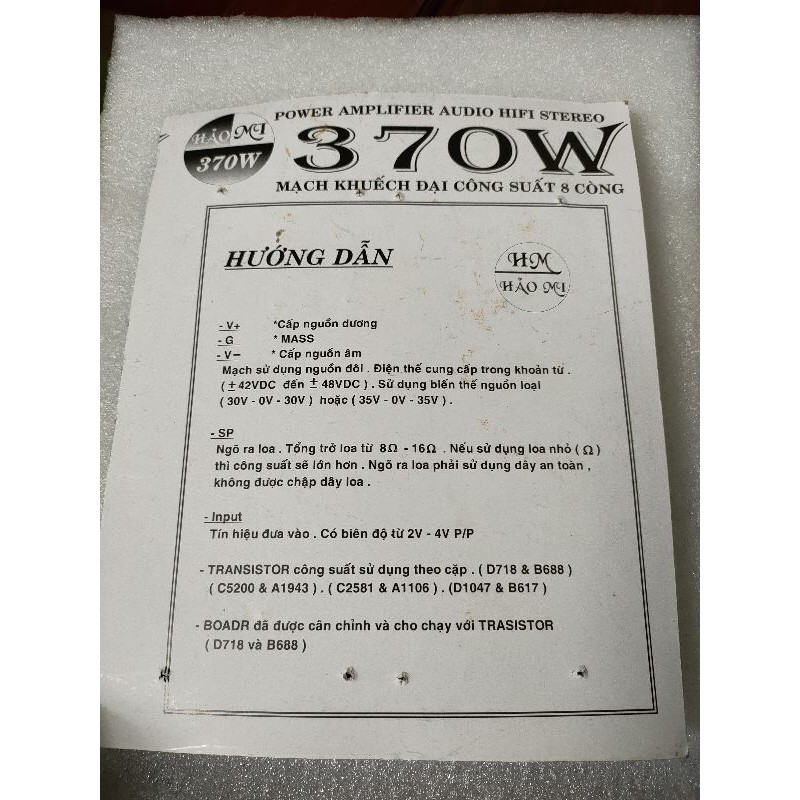 POWER AMPLIFIER AUDIO HIFI STEREO
HẢO MI
370W
370W
MẠCH KHUẾCH ĐẠI CÔNG SUẤT 8 CÒNG
HƯỚNG DẪN
HM
HẢO MI
- V+ *Cấp nguồn dương
- G * MASS
- V– * Cấp nguồn âm
Mạch sử dụng nguồn đôi . Điện thế cung cấp trong khoản từ .
( ± 42VDC đến ± 48VDC ) . Sử dụng biến thế nguồn loại
( 30V - 0V - 30V ) hoặc ( 35V - 0V - 35V ) .
- SP
Ngõ ra loa . Tổng trở loa từ 8Ω - 16Ω . Nếu sử dụng loa nhỏ ( Ω )
thì công suất sẽ lớn hơn . Ngõ ra loa phải sử dụng dây an toàn ,
không được chập dây loa .
- Input
Tín hiệu đưa vào . Có biên độ từ 2V - 4V P/P
- TRANSISTOR công suất sử dụng theo cặp . ( D718 & B688 )
( C5200 & A1943 ) . ( C2581 & A1106 ) . (D1047 & B617 )
- BOADR đã được cân chỉnh và cho chạy với TRASISTOR
( D718 và B688 )